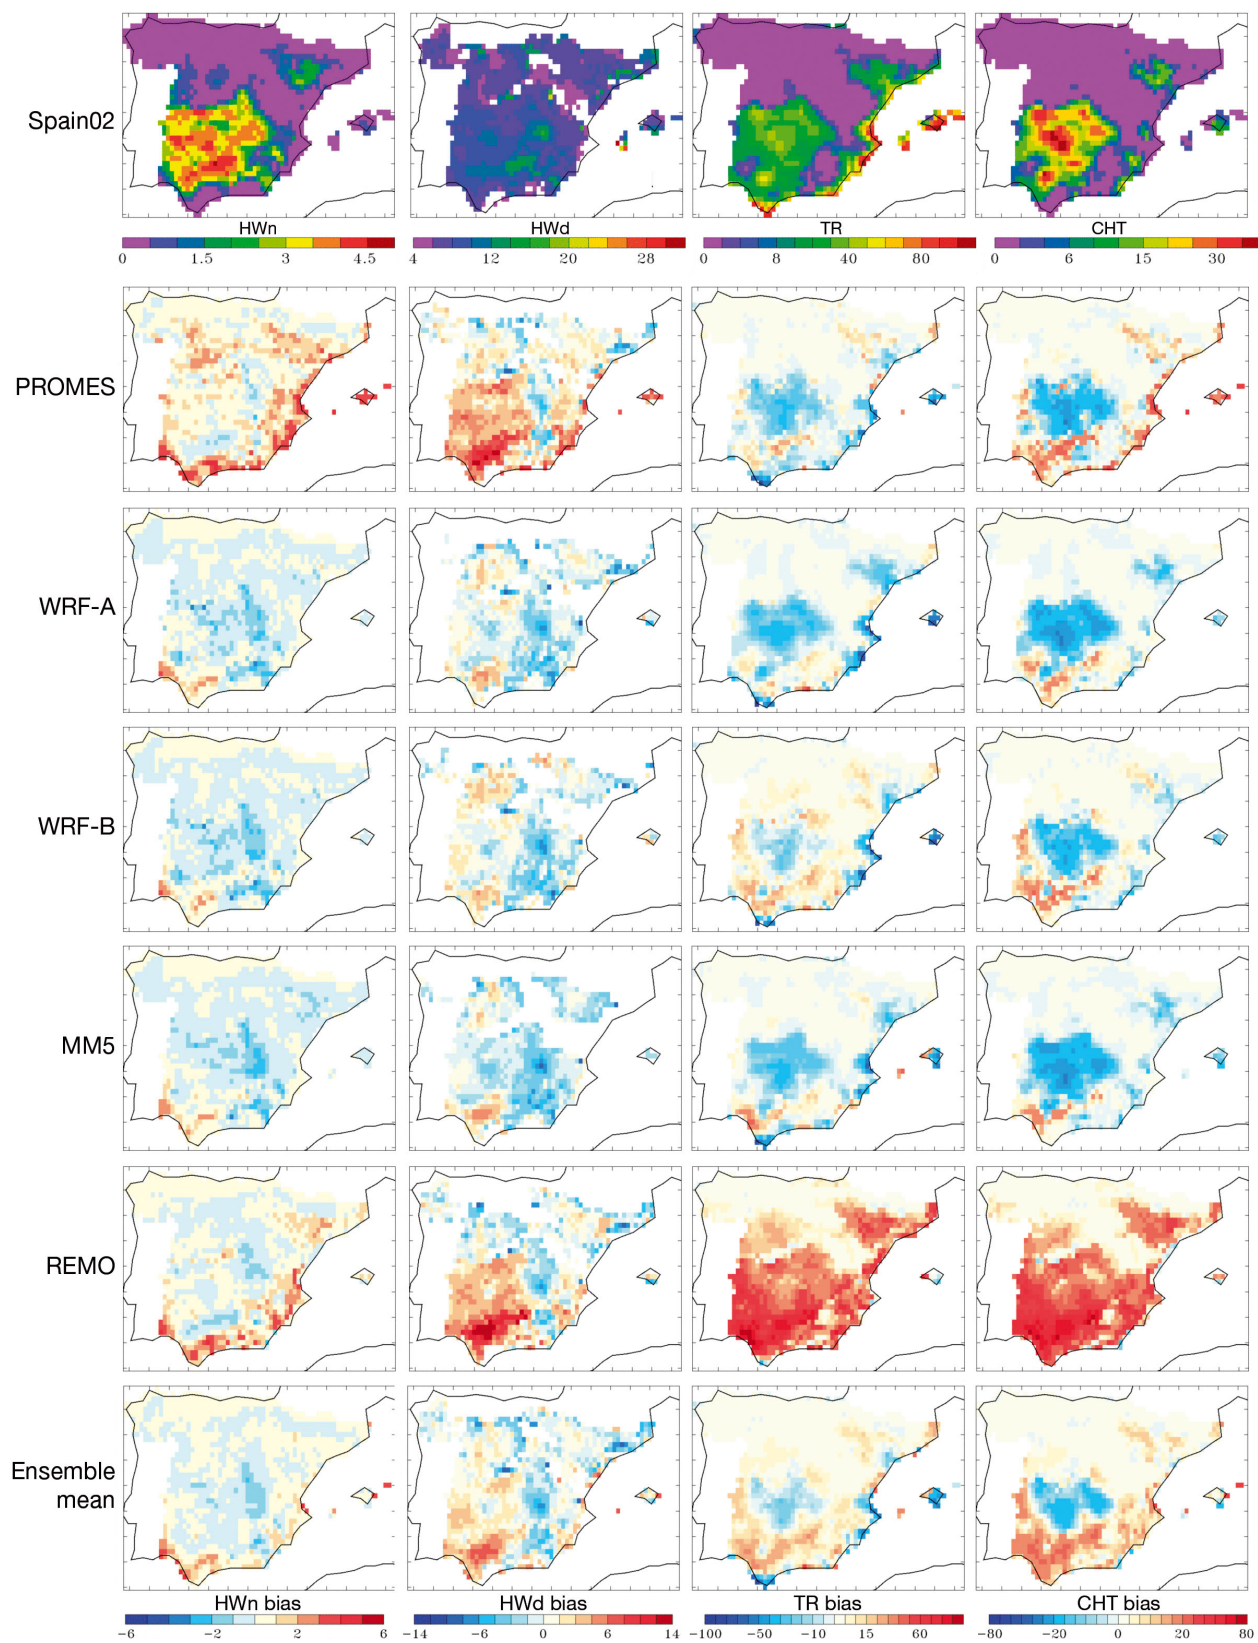 Spain02
HWn
HWd
TR
CHT
0 1.5 3 4.5
4 12 20 28
0 8 40 80
0 6 15 30
PROMES
WRF-A
WRF-B
MM5
REMO
Ensemble
mean
HWn bias
HWd bias
TR bias
CHT bias
−6 −2 2 6
−14 −6 0 6 14
−100 −50 −10 15 60
−80 −20 0 20 80